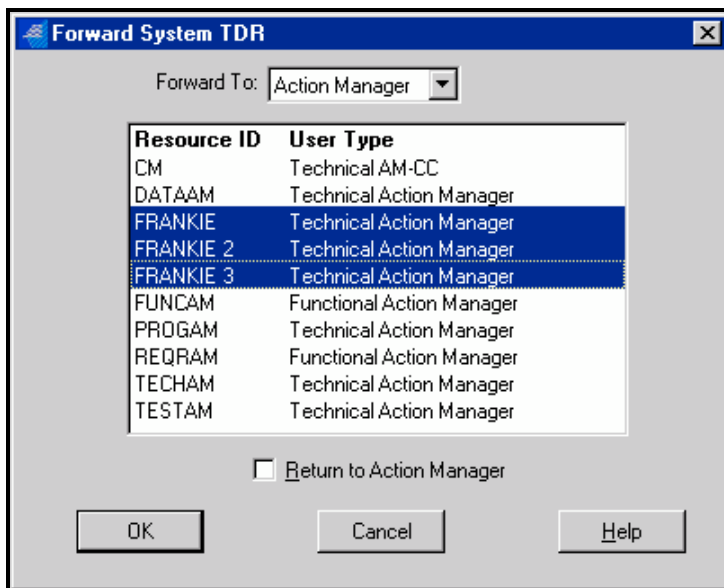 Forward System TDR
Forward To: Action Manager
Resource ID User Type
CM Technical AM-CC
DATAAM Technical Action Manager
FRANKIE Technical Action Manager
FRANKIE 2 Technical Action Manager
FRANKIE 3 Technical Action Manager
FUNCAM Functional Action Manager
PROGAM Technical Action Manager
REQRAM Functional Action Manager
TECHAM Technical Action Manager
TESTAM Technical Action Manager
Return to Action Manager
OK Cancel Help